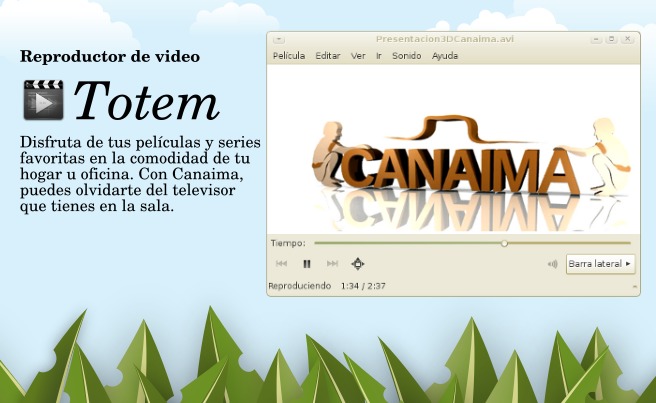 Reproductor de video
Totem
Disfruta de tus películas y series
favoritas en la comodidad de tu
hogar u oficina. Con Canaima,
puedes olvidarte del televisor
que tienes en la sala.
Presentacion3DCanaima.avi
Película Editar Ver Ir Sonido Ayuda
CANAIMA
Tiempo:
Barra lateral
Reproduciendo 1:34 / 2:37